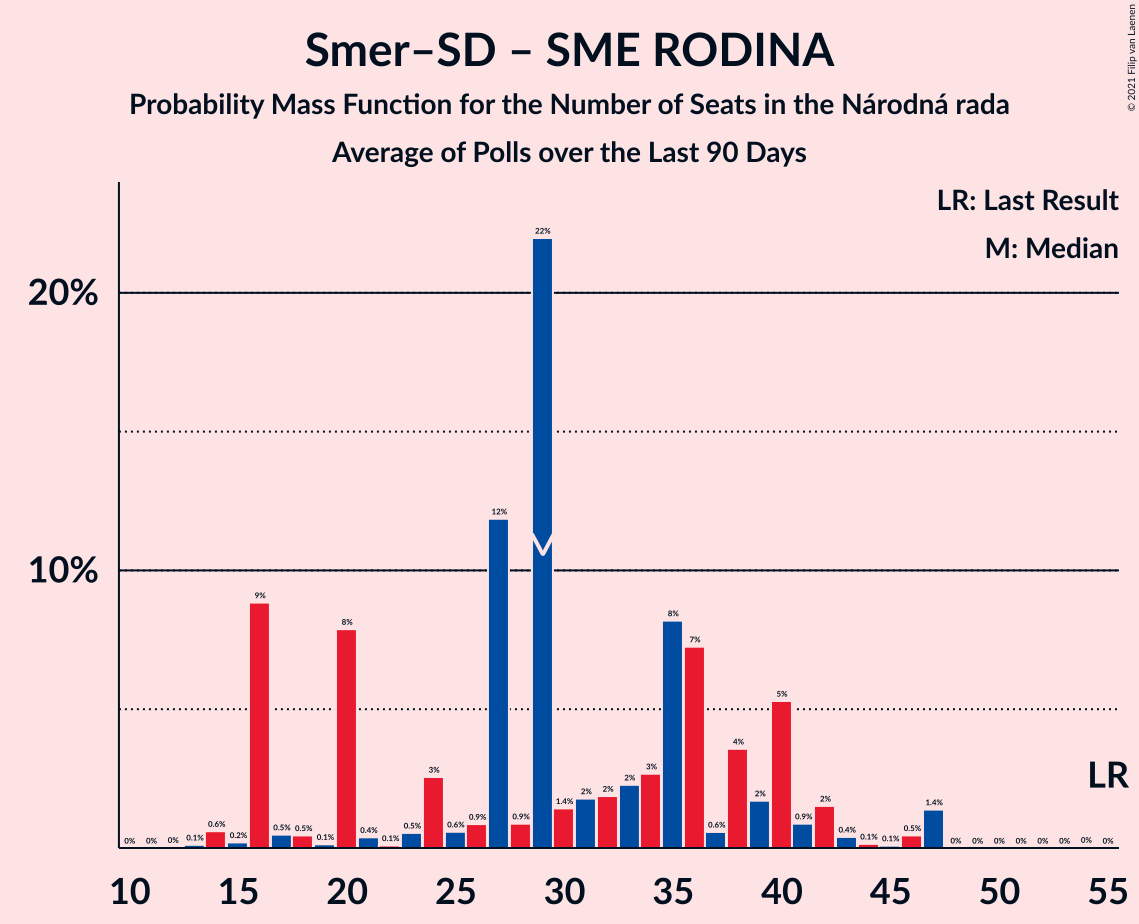 Smer–SD – SME RODINA
Probability Mass Function for the Number of Seats in the Národná rada
Average of Polls over the Last 90 Days
© 2021 Filip van Laenen
LR: Last Result
M: Median
20%
10%
0% 0% 0% 0.1% 0.6% 0.2% 9% 0.5% 0.5% 0.1% 8% 0.4% 0.1% 0.5% 3% 0.6% 0.9% 12% 0.9% 22% 1.4% 2% 2% 2% 3% 8% 7% 0.6% 4% 2% 5% 0.9% 2% 0.4% 0.1% 0.1% 0.5% 1.4% 0% 0% 0% 0% 0% 0% 0% 0%
M
LR
10 15 20 25 30 35 40 45 50 55